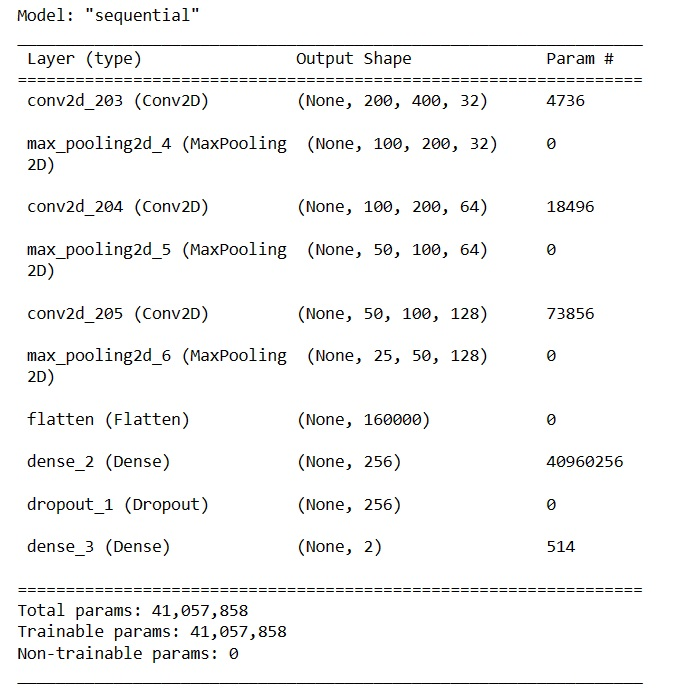 Model: "sequential"
Layer (type) Output Shape Param #
=================================================================
conv2d_203 (Conv2D) (None, 200, 400, 32) 4736
max_pooling2d_4 (MaxPooling (None, 100, 200, 32) 0
2D)
conv2d_204 (Conv2D) (None, 100, 200, 64) 18496
max_pooling2d_5 (MaxPooling (None, 50, 100, 64) 0
2D)
conv2d_205 (Conv2D) (None, 50, 100, 128) 73856
max_pooling2d_6 (MaxPooling (None, 25, 50, 128) 0
2D)
flatten (Flatten) (None, 160000) 0
dense_2 (Dense) (None, 256) 40960256
dropout_1 (Dropout) (None, 256) 0
dense_3 (Dense) (None, 2) 514
=================================================================
Total params: 41,057,858
Trainable params: 41,057,858
Non-trainable params: 0